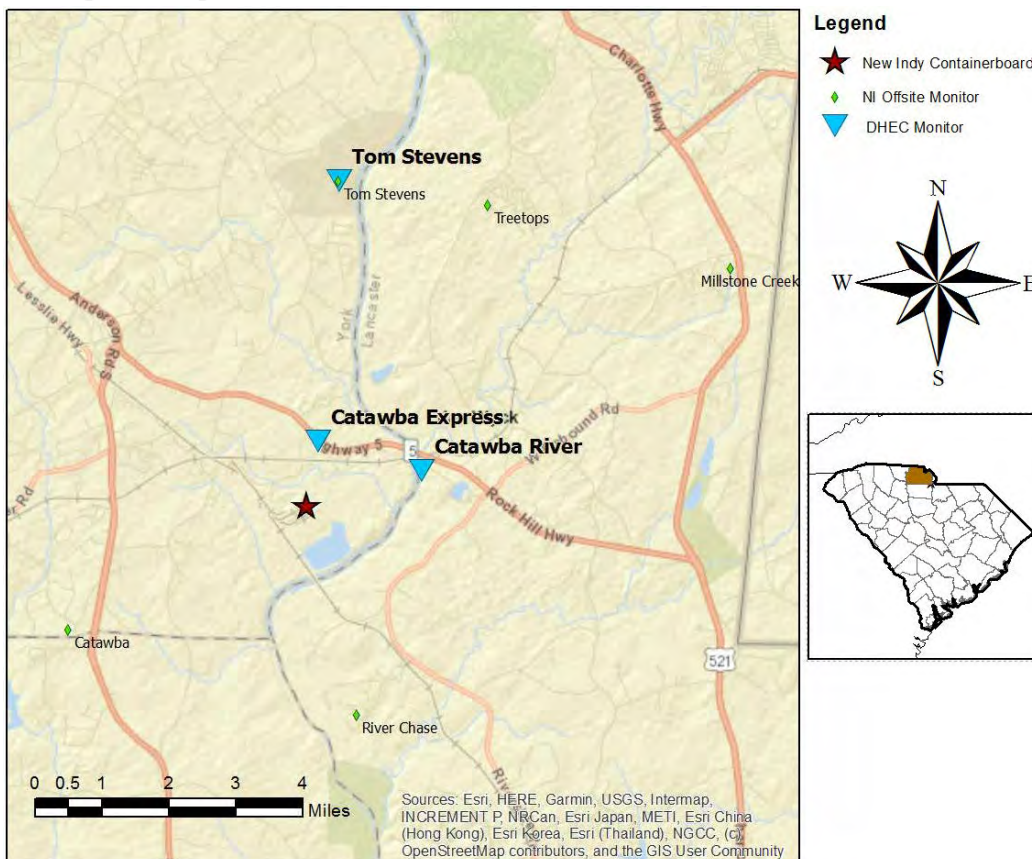 Charlotte Hwy
Tom Stevens
Tom Stevens
Treetops
Millstone Creek
Lesslie Hwy
Anderson Rd S
York
Lancaster
Catawba Express
Catawba River
5
Rd
Rock Hill Hwy
521
Catawba
River Chase
0 0.5 1 2 3 4
Miles
Sources: Esri, HERE, Garmin, USGS, Intermap,
INCREMENT P, NRCan, Esri Japan, METI, Esri China
(Hong Kong), Esri Korea, Esri (Thailand), NGCC, (c)
OpenStreetMap contributors, and the GIS User Community
Legend
New Indy Containerboard
NI Offsite Monitor
DHEC Monitor
N
W
E
S